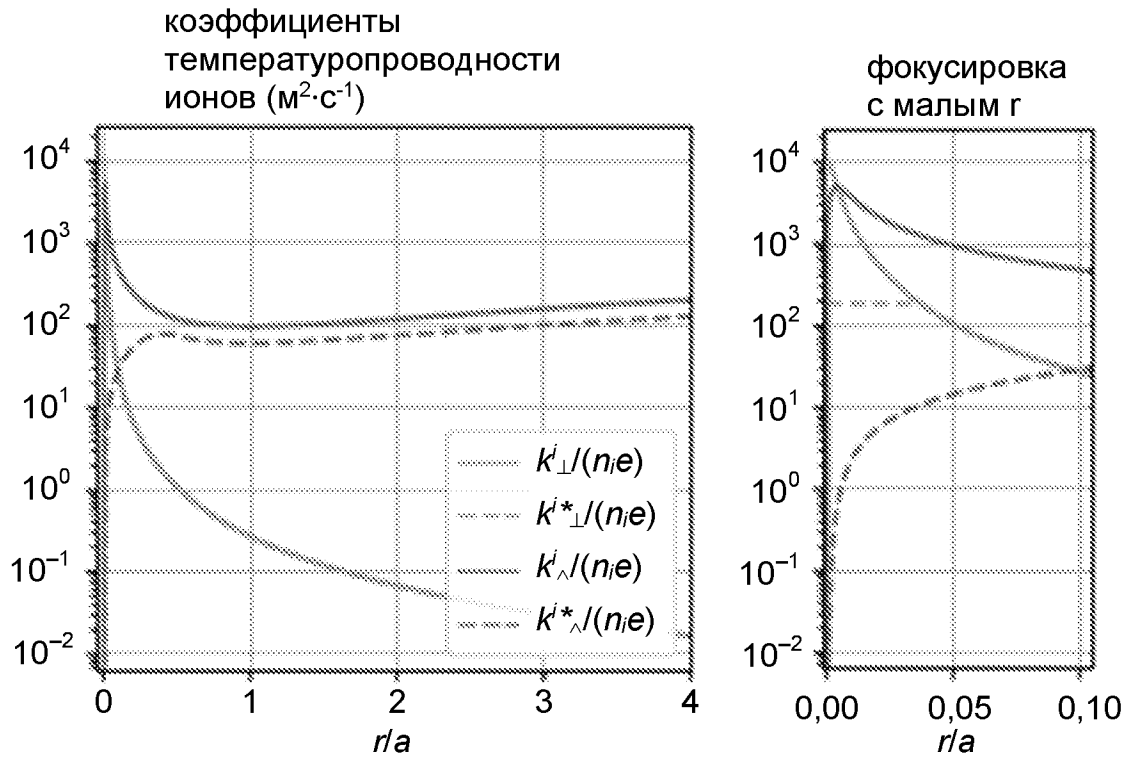 коэффициенты
температуропроводности
ионов (м²·с⁻¹)
10⁴
10³
10²
10¹
10⁰
10⁻¹
10⁻²
0
1
2
3
4
r/a
kⁱ⊥/(nᵢe)
kⁱ*⊥/(nᵢe)
kⁱ^/(nᵢe)
kⁱ*^/(nᵢe)
фокусировка
с малым r
10⁴
10³
10²
10¹
10⁰
10⁻¹
10⁻²
0,00
0,05
0,10
r/a